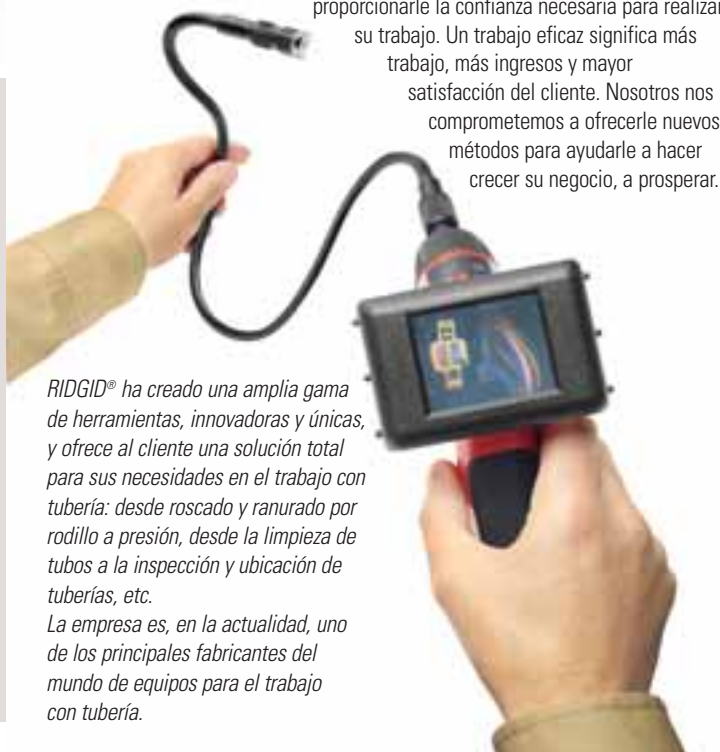 proporcionarle la confianza necesaria para realizar
su trabajo. Un trabajo eficaz significa más
trabajo, más ingresos y mayor
satisfacción del cliente. Nosotros nos
comprometemos a ofrecerle nuevos
métodos para ayudarle a hacer
crecer su negocio, a prosperar.
RIDGID® ha creado una amplia gama
de herramientas, innovadoras y únicas,
y ofrece al cliente una solución total
para sus necesidades en el trabajo con
tubería: desde roscado y ranurado por
rodillo a presión, desde la limpieza de
tubos a la inspección y ubicación de
tuberías, etc.
La empresa es, en la actualidad, uno
de los principales fabricantes del
mundo de equipos para el trabajo
con tubería.